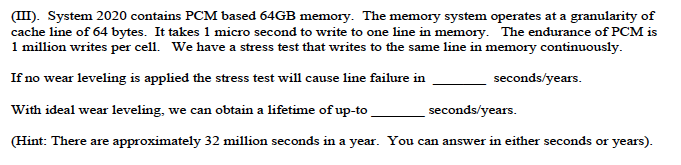 (III). System 2020 contains PCM based 64GB memory. The memory system operates at a granularity of
cache line of 64 bytes. It takes 1 micro second to write to one line in memory. The endurance of PCM is
1 million writes per cell. We have a stress test that writes to the same line in memory continuously.
If no wear leveling is applied the stress test will cause line failure in ________ seconds/years.
With ideal wear leveling, we can obtain a lifetime of up-to ________ seconds/years.
(Hint: There are approximately 32 million seconds in a year. You can answer in either seconds or years).